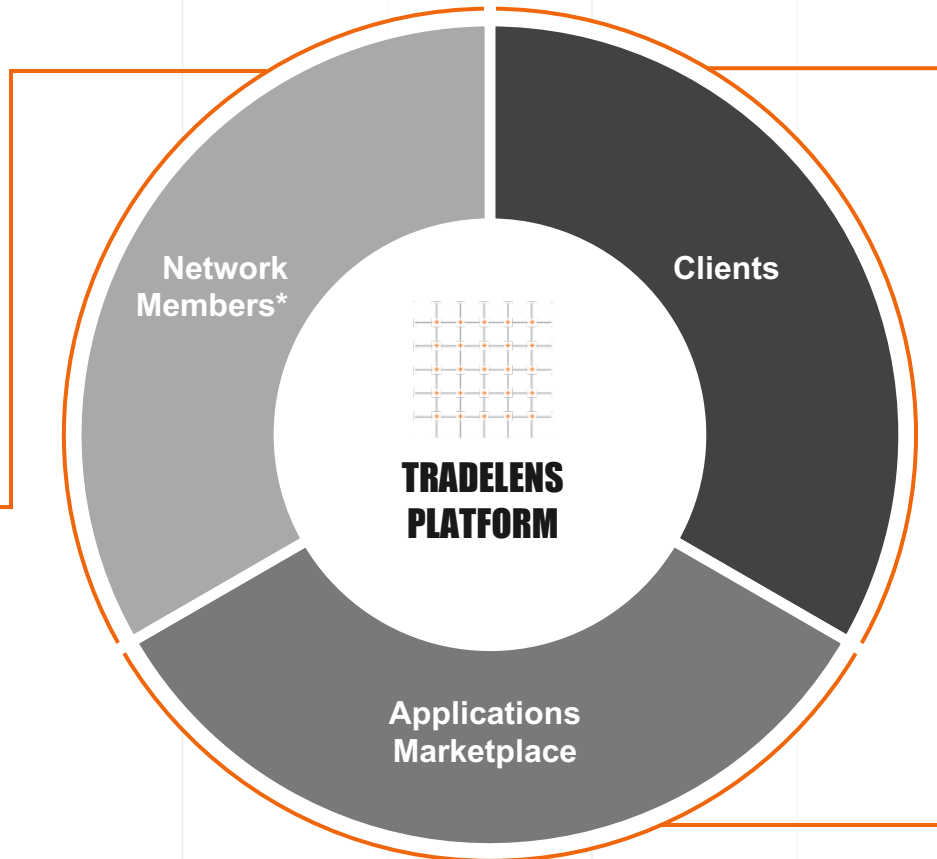 Network
Members*
Clients
TRADELENS
PLATFORM
Applications
Marketplace